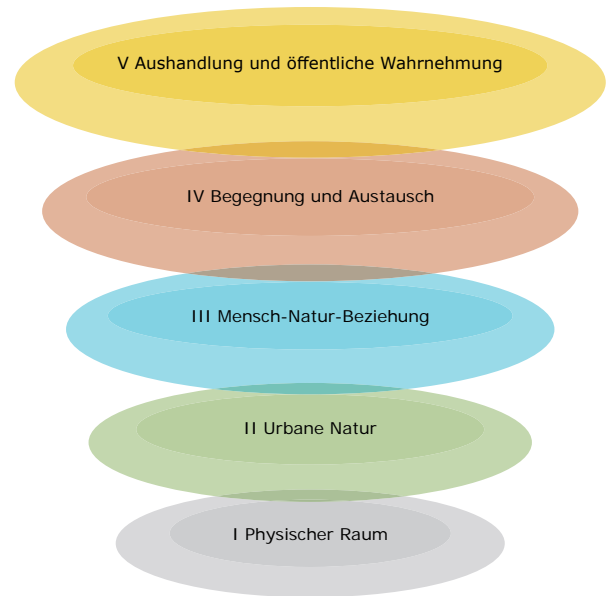 V Aushandlung und öffentliche Wahrnehmung
IV Begegnung und Austausch
III Mensch-Natur-Beziehung
II Urbane Natur
I Physischer Raum